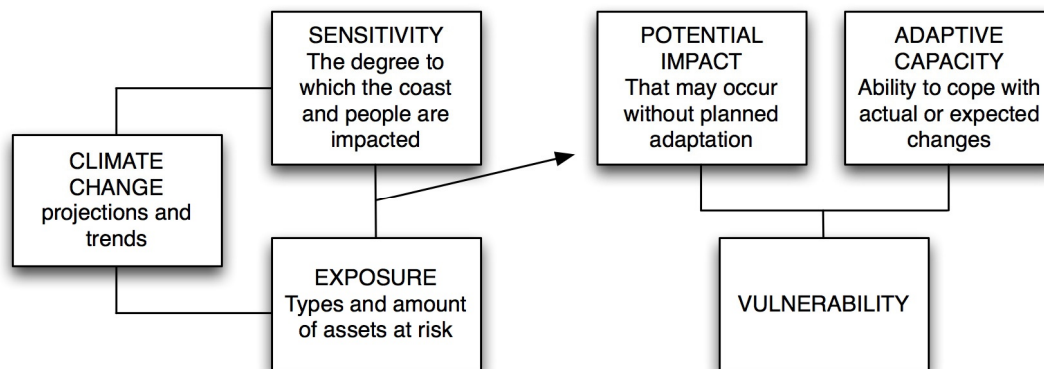 SENSITIVITY
The degree to
which the coast
and people are
impacted
POTENTIAL
IMPACT
That may occur
without planned
adaptation
ADAPTIVE
CAPACITY
Ability to cope with
actual or expected
changes
CLIMATE
CHANGE
projections and
trends
EXPOSURE
Types and amount
of assets at risk
VULNERABILITY